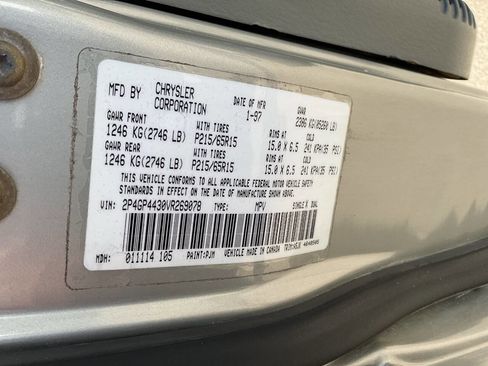 MFD BY CHRYSLER CORPORATION DATE OF MFR 1-97 GVWR 2386 KG(05260 LB)
GAWR FRONT WITH TIRES RIMS AT COLD
1246 KG(2746 LB) P215/65R15 15.0 X 6.5 241 KPA(35 PSI)
GAWR REAR WITH TIRES RIMS AT COLD
1246 KG(2746 LB) P215/65R15 15.0 X 6.5 241 KPA(35 PSI)
THIS VEHICLE CONFORMS TO ALL APPLICABLE FEDERAL MOTOR VEHICLE SAFETY
STANDARDS IN EFFECT ON THE DATE OF MANUFACTURE SHOWN ABOVE.
VIN: 2P4GP4430VR269078 TYPE: MPV SINGLE X DUAL
MDH: 011114 105 PAINT:PJM VEHICLE MADE IN CANADA